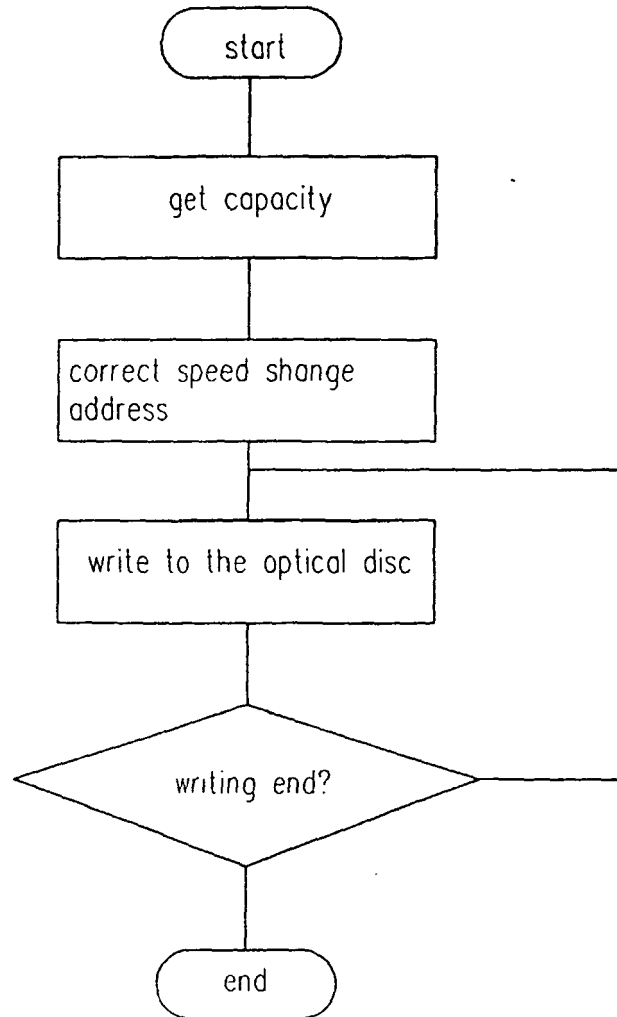 start
get capacity
correct speed shange
address
write to the optical disc
writing end?
end